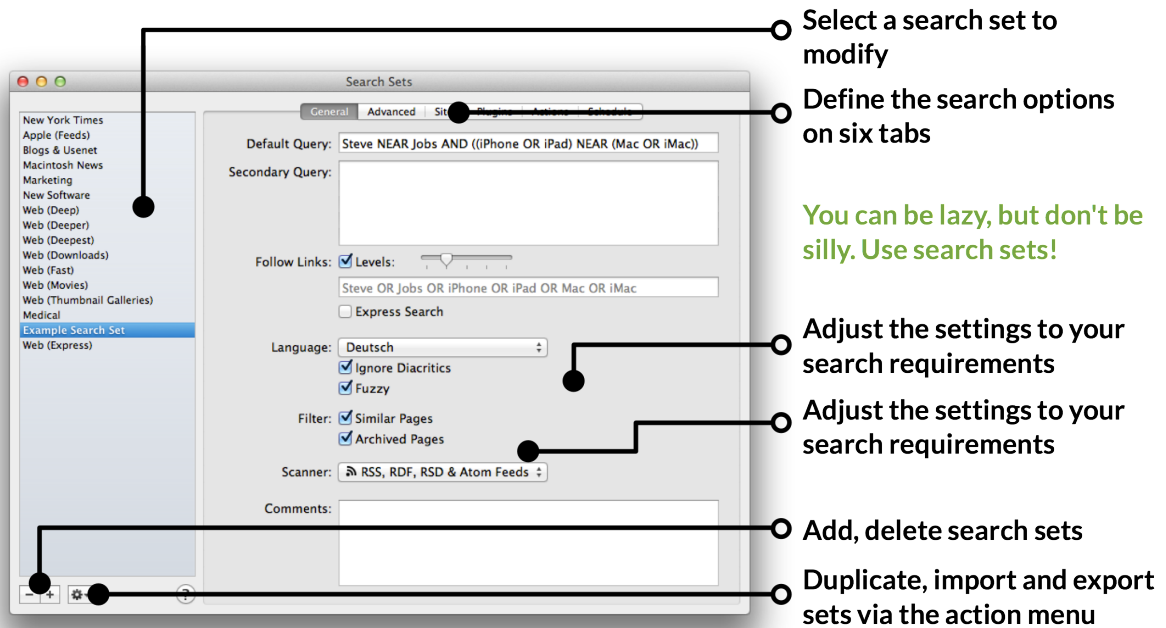 Select a search set to
modify
Search Sets
Define the search options
on six tabs
General Advanced Sites Plugins Actions Schedule
New York Times
Apple (Feeds)
Blogs & Usenet
Macintosh News
Marketing
New Software
Web (Deep)
Web (Deeper)
Web (Deepest)
Web (Downloads)
Web (Fast)
Web (Movies)
Web (Thumbnail Galleries)
Medical
Example Search Set
Web (Express)
Default Query: Steve NEAR Jobs AND ((iPhone OR iPad) NEAR (Mac OR iMac))
Secondary Query:
You can be lazy, but don't be
silly. Use search sets!
Follow Links: Levels:
Steve OR Jobs OR iPhone OR iPad OR Mac OR iMac
Express Search
Language: Deutsch
Ignore Diacritics
Fuzzy
Adjust the settings to your
search requirements
Filter: Similar Pages
Archived Pages
Adjust the settings to your
search requirements
Scanner: RSS, RDF, RSD & Atom Feeds
Comments:
Add, delete search sets
- +
?
Duplicate, import and export
sets via the action menu